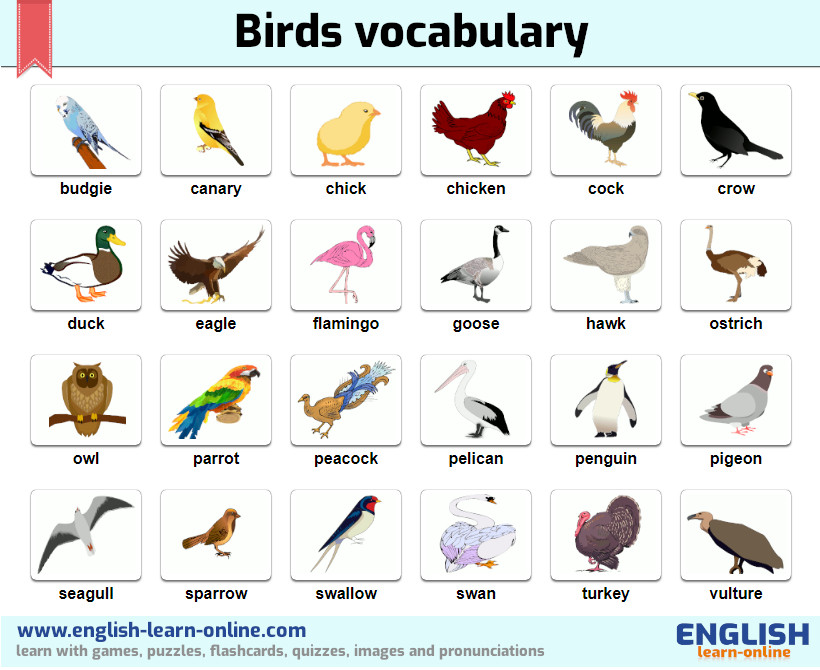 Birds vocabulary
budgie canary chick chicken cock crow
duck eagle flamingo goose hawk ostrich
owl parrot peacock pelican penguin pigeon
seagull sparrow swallow swan turkey vulture
www.english-learn-online.com
learn with games, puzzles, flashcards, quizzes, images and pronunciations
ENGLISH
learn-online